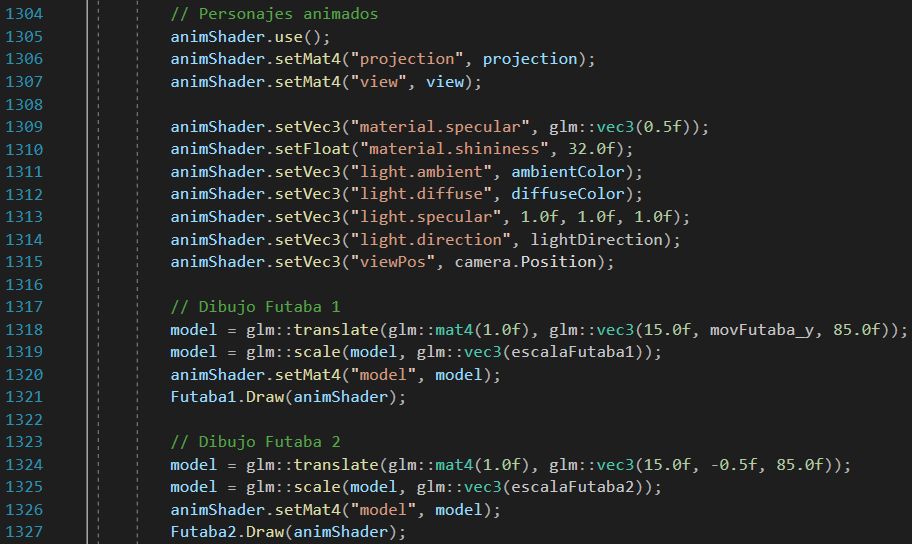 1304 // Personajes animados
1305 animShader.use();
1306 animShader.setMat4("projection", projection);
1307 animShader.setMat4("view", view);
1308
1309 animShader.setVec3("material.specular", glm::vec3(0.5f));
1310 animShader.setFloat("material.shininess", 32.0f);
1311 animShader.setVec3("light.ambient", ambientColor);
1312 animShader.setVec3("light.diffuse", diffuseColor);
1313 animShader.setVec3("light.specular", 1.0f, 1.0f, 1.0f);
1314 animShader.setVec3("light.direction", lightDirection);
1315 animShader.setVec3("viewPos", camera.Position);
1316
1317 // Dibujo Futaba 1
1318 model = glm::translate(glm::mat4(1.0f), glm::vec3(15.0f, movFutaba_y, 85.0f));
1319 model = glm::scale(model, glm::vec3(escalaFutaba1));
1320 animShader.setMat4("model", model);
1321 Futaba1.Draw(animShader);
1322
1323 // Dibujo Futaba 2
1324 model = glm::translate(glm::mat4(1.0f), glm::vec3(15.0f, -0.5f, 85.0f));
1325 model = glm::scale(model, glm::vec3(escalaFutaba2));
1326 animShader.setMat4("model", model);
1327 Futaba2.Draw(animShader);